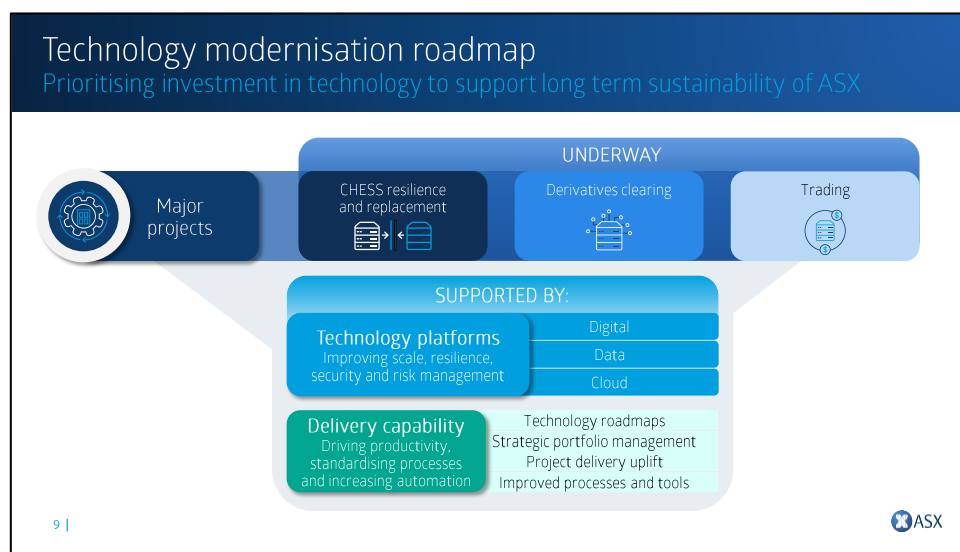 Technology modernisation roadmap
Prioritising investment in technology to support long term sustainability of ASX
UNDERWAY
Major
projects
CHESS resilience
and replacement
Derivatives clearing
Trading
$
$
SUPPORTED BY:
Technology platforms
Improving scale, resilience,
security and risk management
Digital
Data
Cloud
Delivery capability
Driving productivity,
standardising processes
and increasing automation
Technology roadmaps
Strategic portfolio management
Project delivery uplift
Improved processes and tools
9 |
ASX